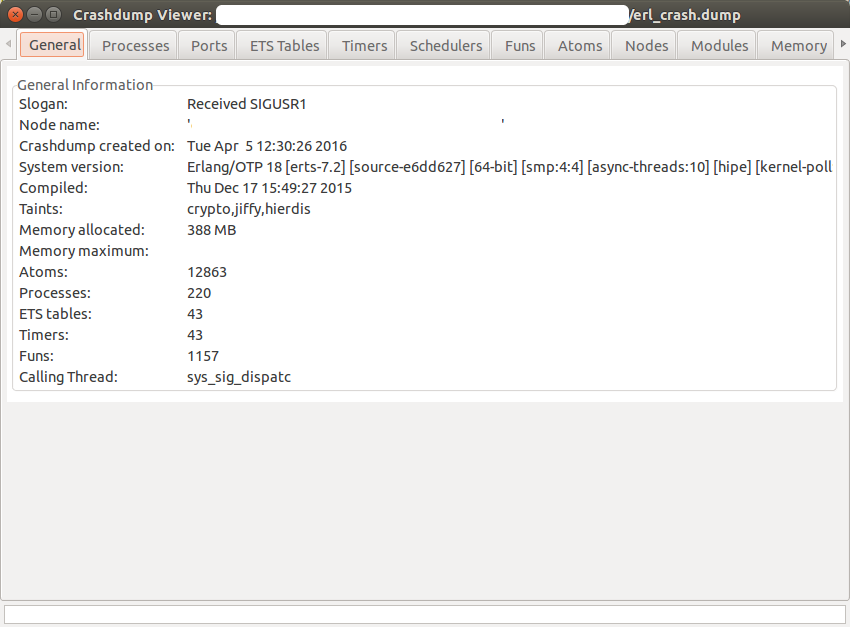 Crashdump Viewer: /erl_crash.dump
General Processes Ports ETS Tables Timers Schedulers Funs Atoms Nodes Modules Memory
General Information
Slogan: Received SIGUSR1
Node name: ' '
Crashdump created on: Tue Apr 5 12:30:26 2016
System version: Erlang/OTP 18 [erts-7.2] [source-e6dd627] [64-bit] [smp:4:4] [async-threads:10] [hipe] [kernel-poll
Compiled: Thu Dec 17 15:49:27 2015
Taints: crypto,jiffy,hierdis
Memory allocated: 388 MB
Memory maximum:
Atoms: 12863
Processes: 220
ETS tables: 43
Timers: 43
Funs: 1157
Calling Thread: sys_sig_dispatc